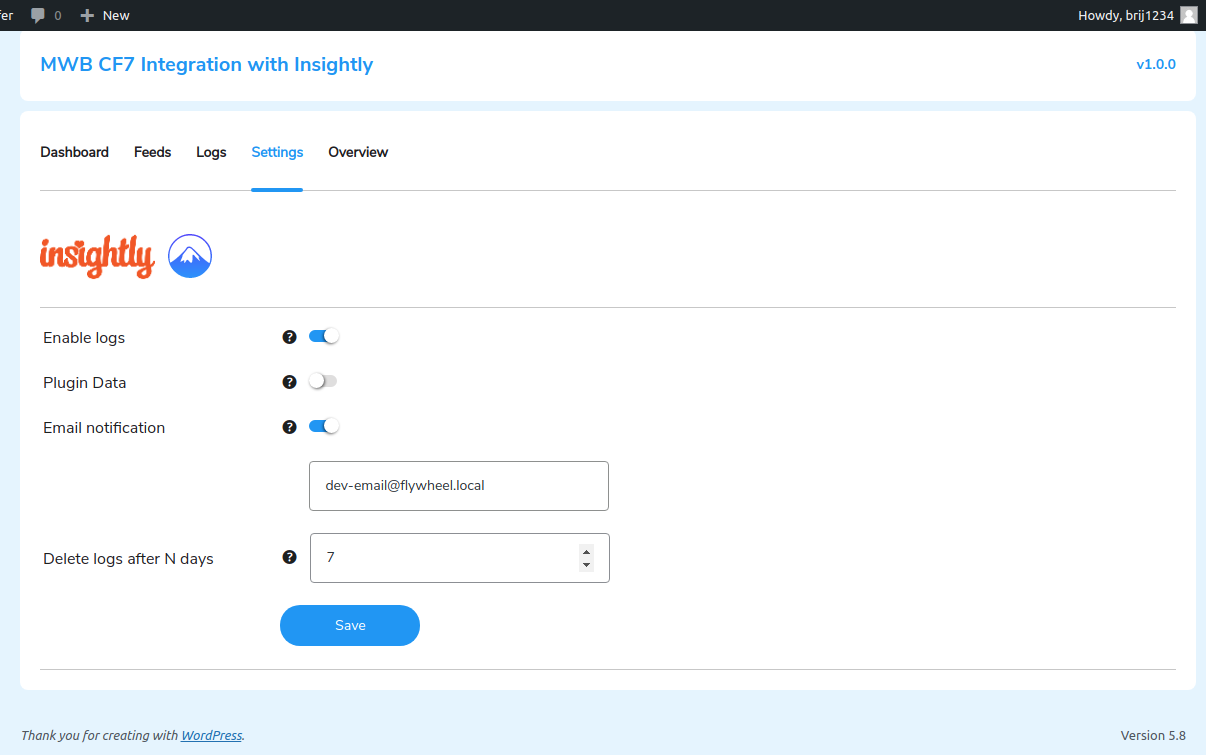 er 0 New Howdy, brij1234
MWB CF7 Integration with Insightly v1.0.0
Dashboard Feeds Logs Settings Overview
insightly
Enable logs ?
Plugin Data ?
Email notification ?
dev-email@flywheel.local
Delete logs after N days ? 7
Save
Thank you for creating with WordPress. Version 5.8